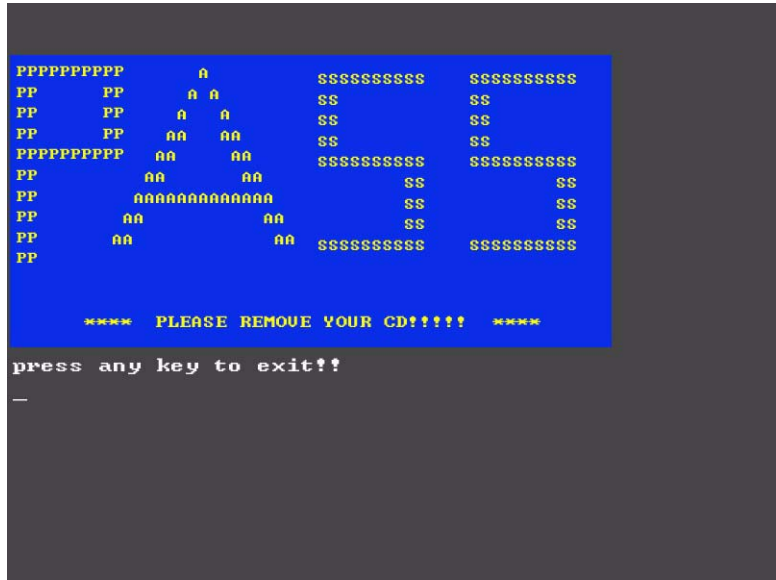 PPPPPPPPPP A SSSSSSSSSS SSSSSSSSSS
PP PP A A SS SS
PP PP A A SS SS
PP PP AA AA SS SS
PPPPPPPPPP AA AA SSSSSSSSSS SSSSSSSSSS
PP AA AA SS SS
PP AAAAAAAAAAAAA SS SS
PP AA AA SS SS
PP AA AA SSSSSSSSSS SSSSSSSSSS
PP
**** PLEASE REMOVE YOUR CD!!!!! ****
press any key to exit!!
_